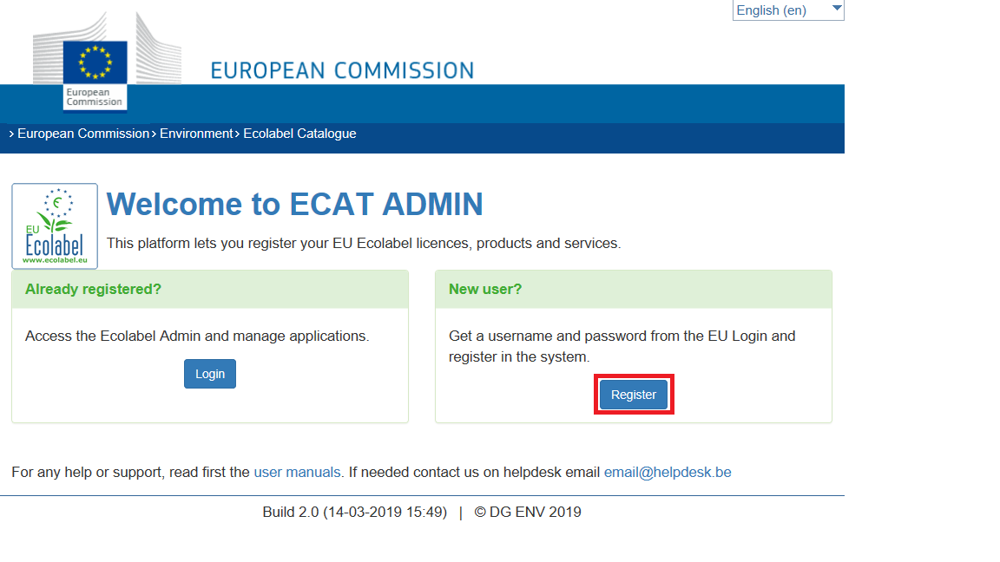 English (en)
EUROPEAN COMMISSION
European
Commission
› European Commission › Environment › Ecolabel Catalogue
Welcome to ECAT ADMIN
EU
Ecolabel
www.ecolabel.eu
This platform lets you register your EU Ecolabel licences, products and services.
Already registered?
Access the Ecolabel Admin and manage applications.
Login
New user?
Get a username and password from the EU Login and
register in the system.
Register
For any help or support, read first the user manuals. If needed contact us on helpdesk email email@helpdesk.be
Build 2.0 (14-03-2019 15:49) | © DG ENV 2019